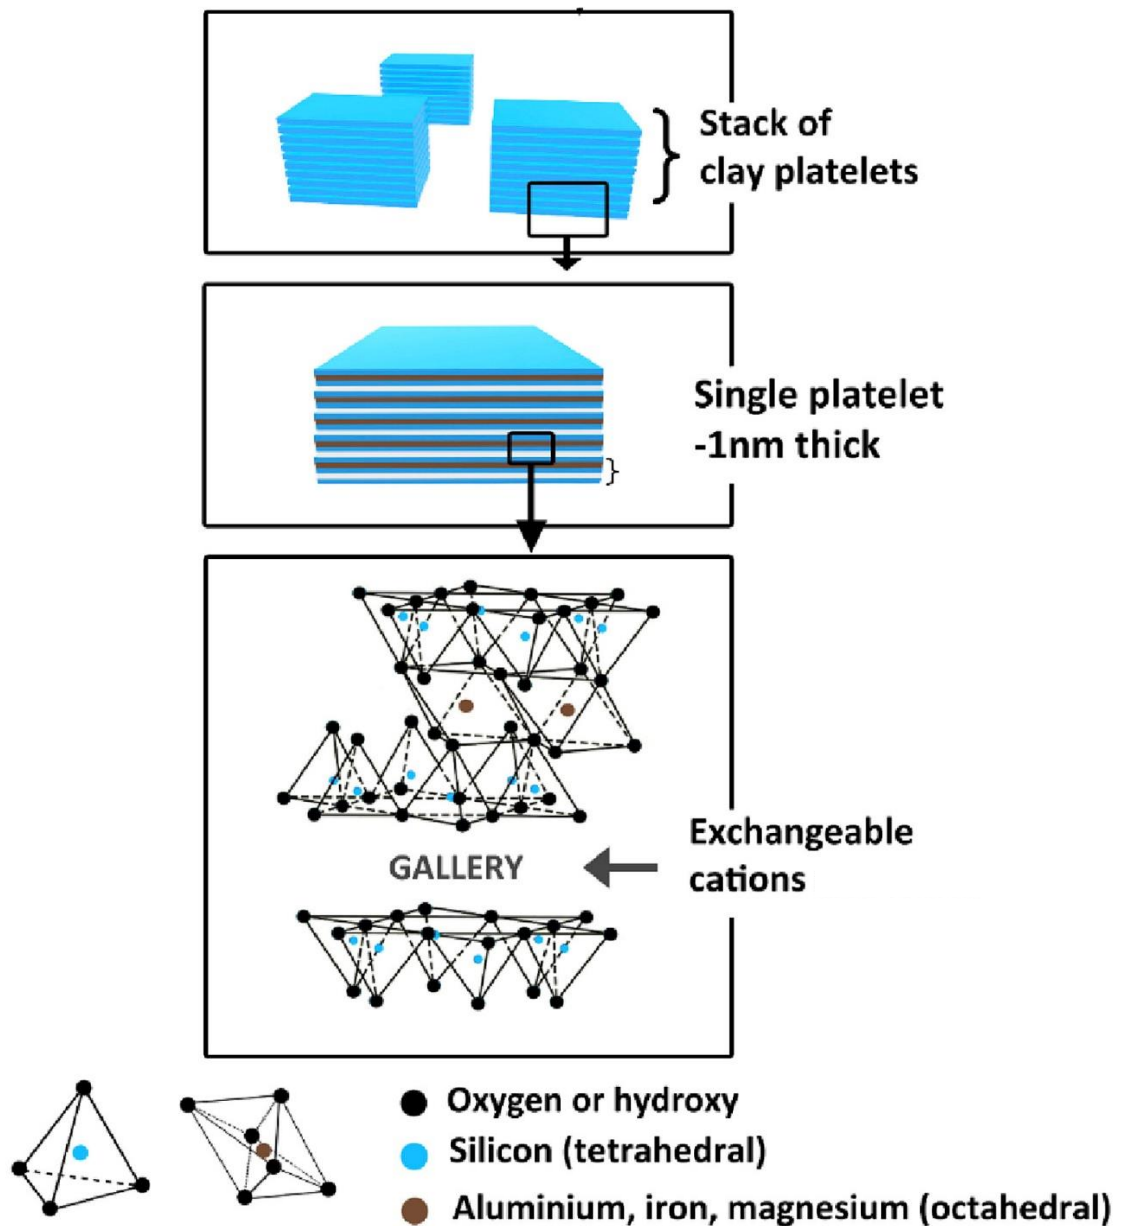 Stack of
clay platelets
Single platelet
-1nm thick
GALLERY
Exchangeable
cations
Oxygen or hydroxy
Silicon (tetrahedral)
Aluminium, iron, magnesium (octahedral)